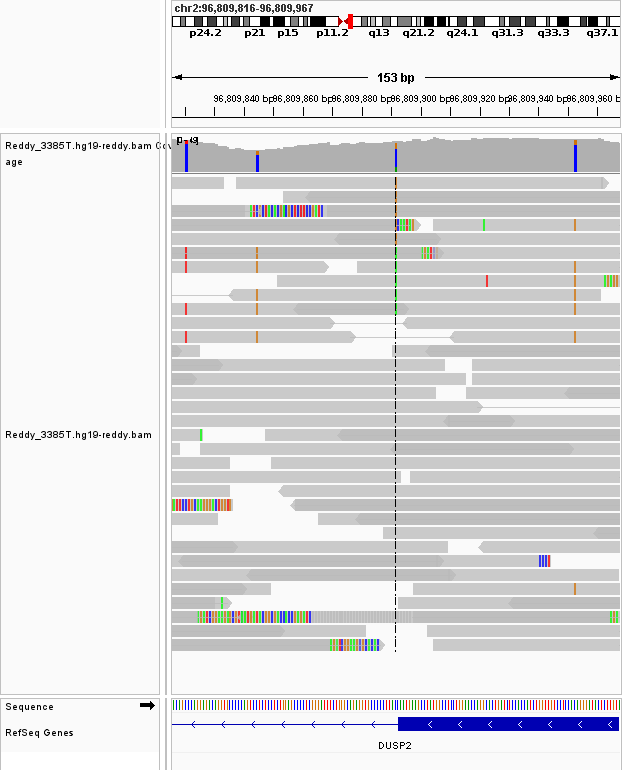 chr2:96,809,816-96,809,967
p24.2 p21 p15 p11.2 q13 q21.2 q24.1 q31.3 q33.3 q37.1
153 bp
96,809,840 bp 96,809,860 bp 96,809,880 bp 96,809,900 bp 96,809,920 bp 96,809,940 bp 96,809,960 b
Reddy_3385T.hg19-reddy.bam Cov
age
Reddy_3385T.hg19-reddy.bam
Sequence
RefSeq Genes
DUSP2